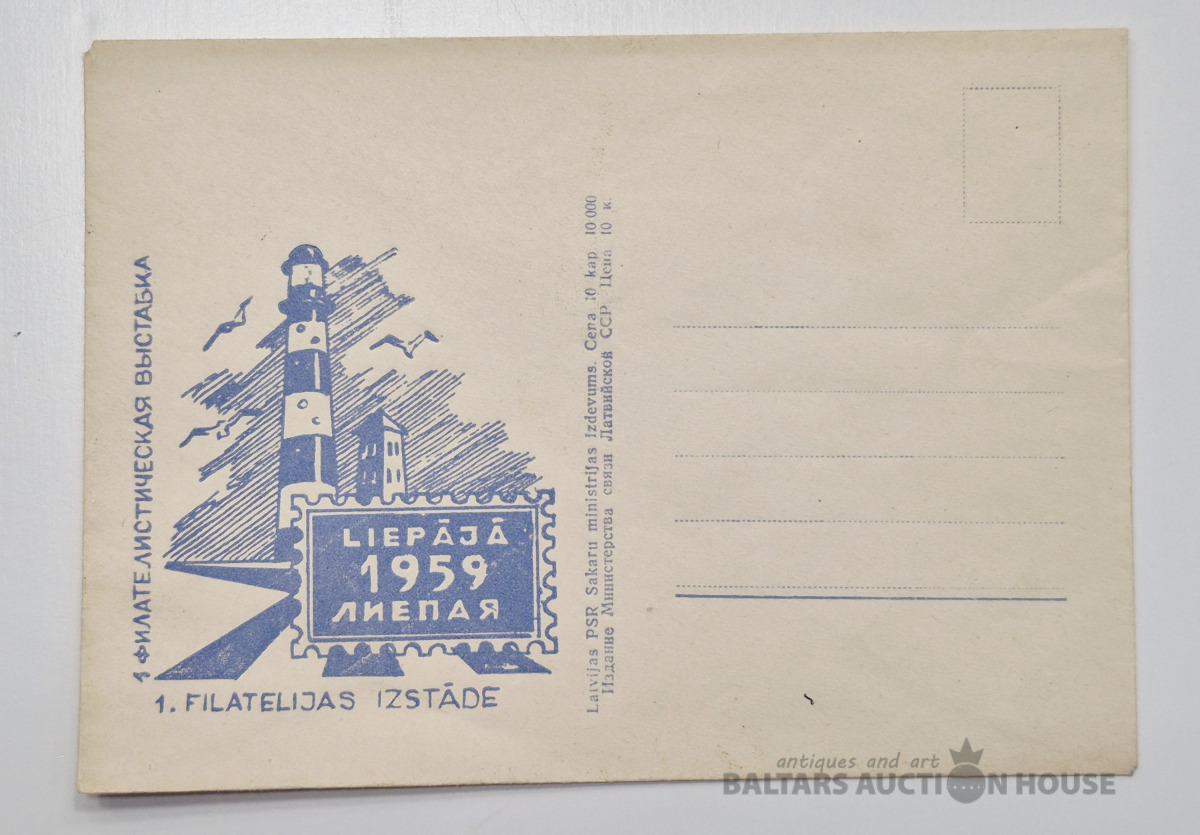 1 ФИЛАТЕЛИСТИЧЕСКАЯ ВЫСТАВКА
LIEPĀJĀ
1959
ЛИЕПАЯ
1. FILATELIJAS IZSTĀDE
Latvijas PSR Sakaru ministrijas izdevums. Cena 10 kap. 10·000
Издание Министерства связи Латвийской ССР Цена 10 к.
antiques and art
BALTARS AUCTION HOUSE